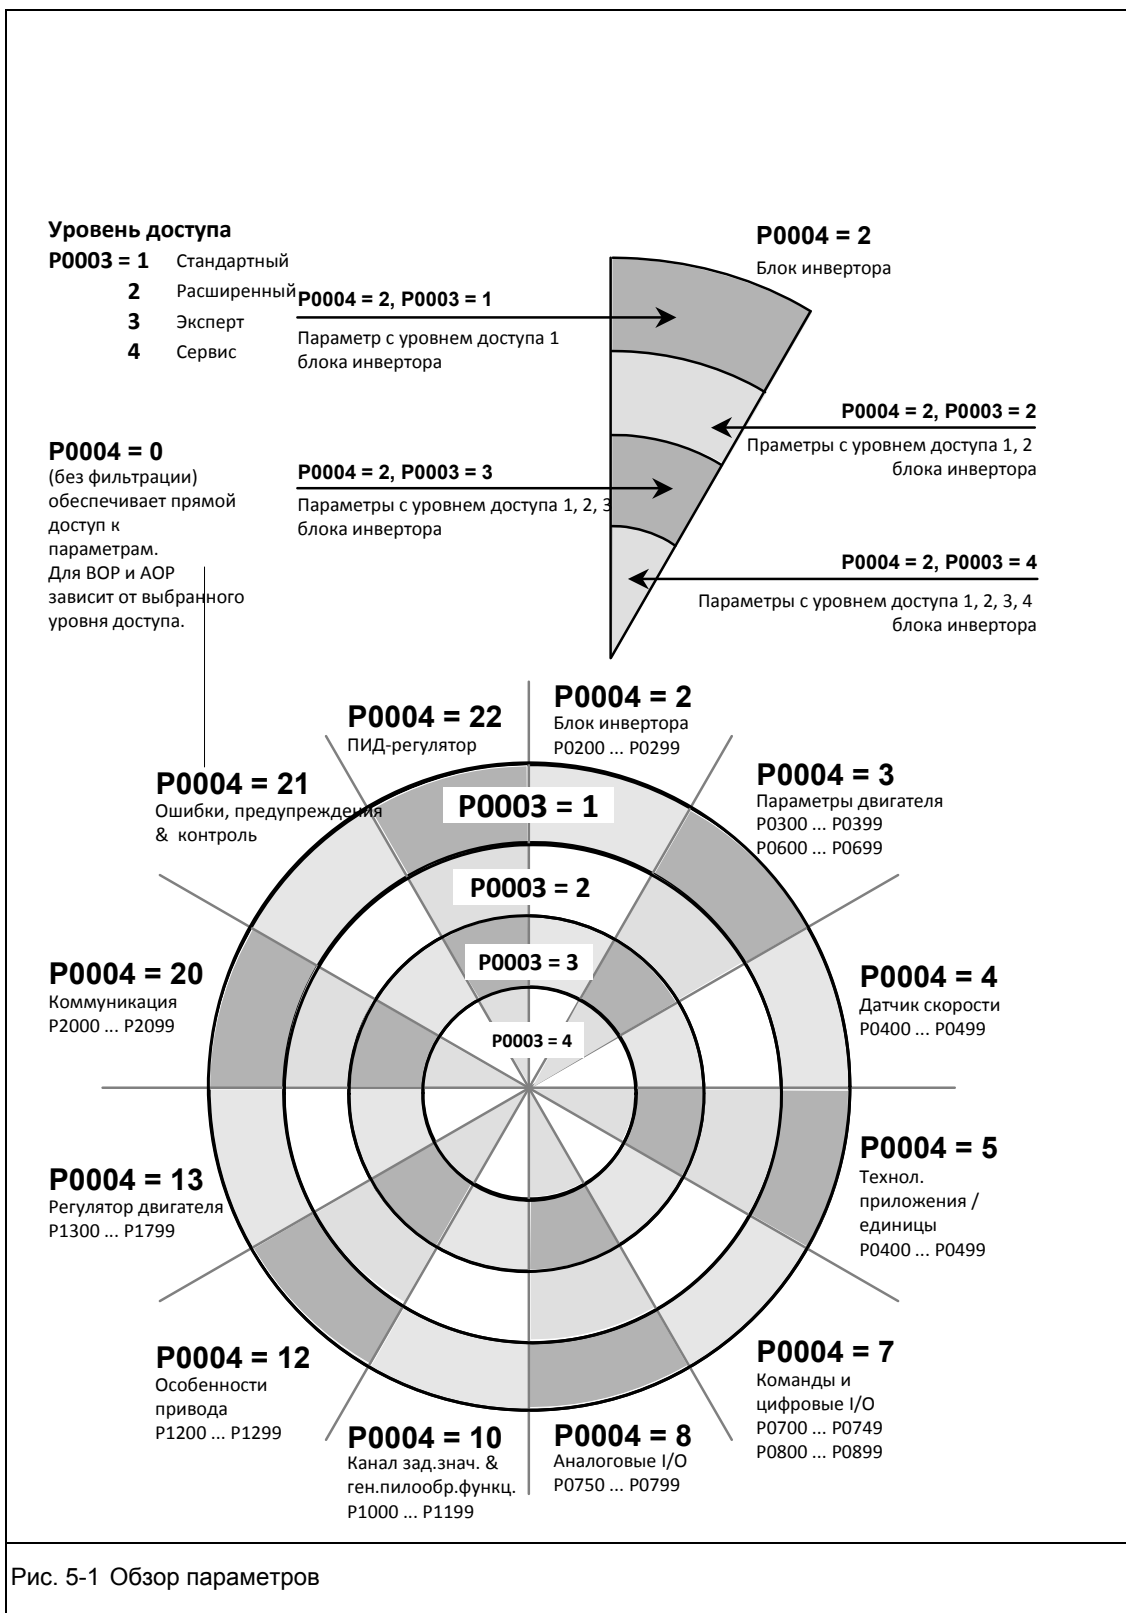 Уровень доступа
P0003 = 1 Стандартный
2 Расширенный
3 Эксперт
4 Сервис
P0004 = 2
Блок инвертора
P0004 = 2, P0003 = 1
Параметр с уровнем доступа 1
блока инвертора
P0004 = 2, P0003 = 2
Праметры с уровнем доступа 1, 2
блока инвертора
P0004 = 0
(без фильтрации)
обеспечивает прямой
доступ к
параметрам.
Для BOP и AOP
зависит от выбранного
уровня доступа.
P0004 = 2, P0003 = 3
Параметры с уровнем доступа 1, 2, 3
блока инвертора
P0004 = 2, P0003 = 4
Параметры с уровнем доступа 1, 2, 3, 4
блока инвертора
P0004 = 22
ПИД-регулятор
P0004 = 2
Блок инвертора
P0200 ... P0299
P0004 = 21
Ошибки, предупреждения
& контроль
P0004 = 3
Параметры двигателя
P0300 ... P0399
P0600 ... P0699
P0003 = 1
P0003 = 2
P0003 = 3
P0003 = 4
P0004 = 20
Коммуникация
P2000 ... P2099
P0004 = 4
Датчик скорости
P0400 ... P0499
P0004 = 13
Регулятор двигателя
P1300 ... P1799
P0004 = 5
Технол.
приложения /
единицы
P0400 ... P0499
P0004 = 12
Особенности
привода
P1200 ... P1299
P0004 = 7
Команды и
цифровые I/O
P0700 ... P0749
P0800 ... P0899
P0004 = 10
Канал зад.знач. &
ген.пилообр.функц.
P1000 ... P1199
P0004 = 8
Аналоговые I/O
P0750 ... P0799
Рис. 5-1 Обзор параметров